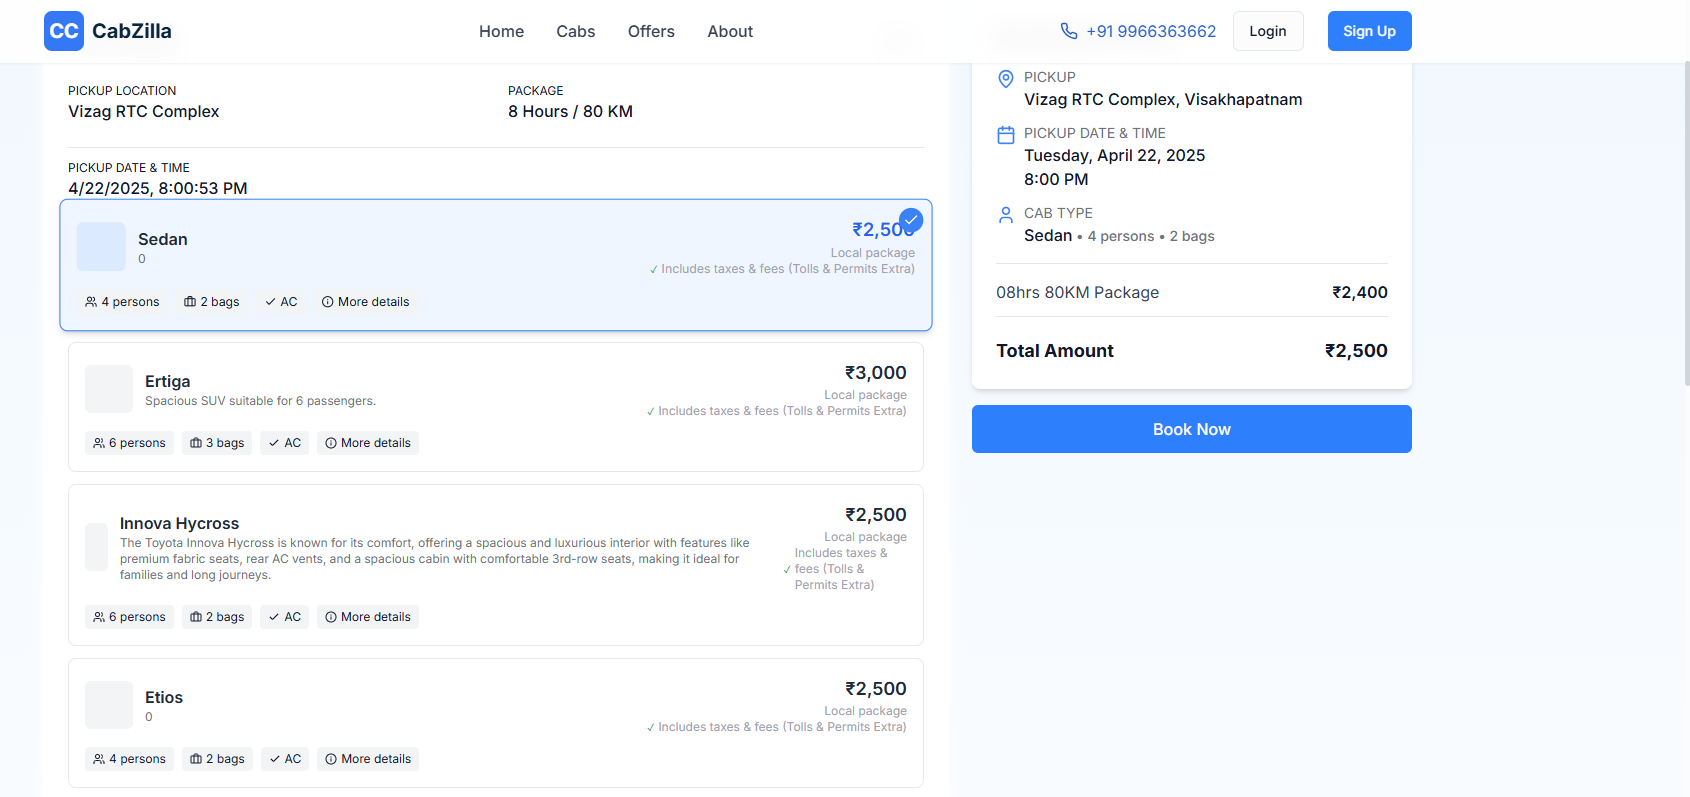 CC CabZilla
Home Cabs Offers About
+91 9966363662
Login
Sign Up
PICKUP LOCATION
Vizag RTC Complex
PACKAGE
8 Hours / 80 KM
PICKUP DATE & TIME
4/22/2025, 8:00:53 PM
Sedan
0
₹2,500
Local package
✓ Includes taxes & fees (Tolls & Permits Extra)
4 persons 2 bags AC More details
Ertiga
Spacious SUV suitable for 6 passengers.
₹3,000
Local package
✓ Includes taxes & fees (Tolls & Permits Extra)
6 persons 3 bags AC More details
Innova Hycross
The Toyota Innova Hycross is known for its comfort, offering a spacious and luxurious interior with features like
premium fabric seats, rear AC vents, and a spacious cabin with comfortable 3rd-row seats, making it ideal for
families and long journeys.
₹2,500
Local package
Includes taxes &
✓ fees (Tolls &
Permits Extra)
6 persons 2 bags AC More details
Etios
0
₹2,500
Local package
✓ Includes taxes & fees (Tolls & Permits Extra)
4 persons 2 bags AC More details
PICKUP
Vizag RTC Complex, Visakhapatnam
PICKUP DATE & TIME
Tuesday, April 22, 2025
8:00 PM
CAB TYPE
Sedan • 4 persons • 2 bags
08hrs 80KM Package ₹2,400
Total Amount ₹2,500
Book Now